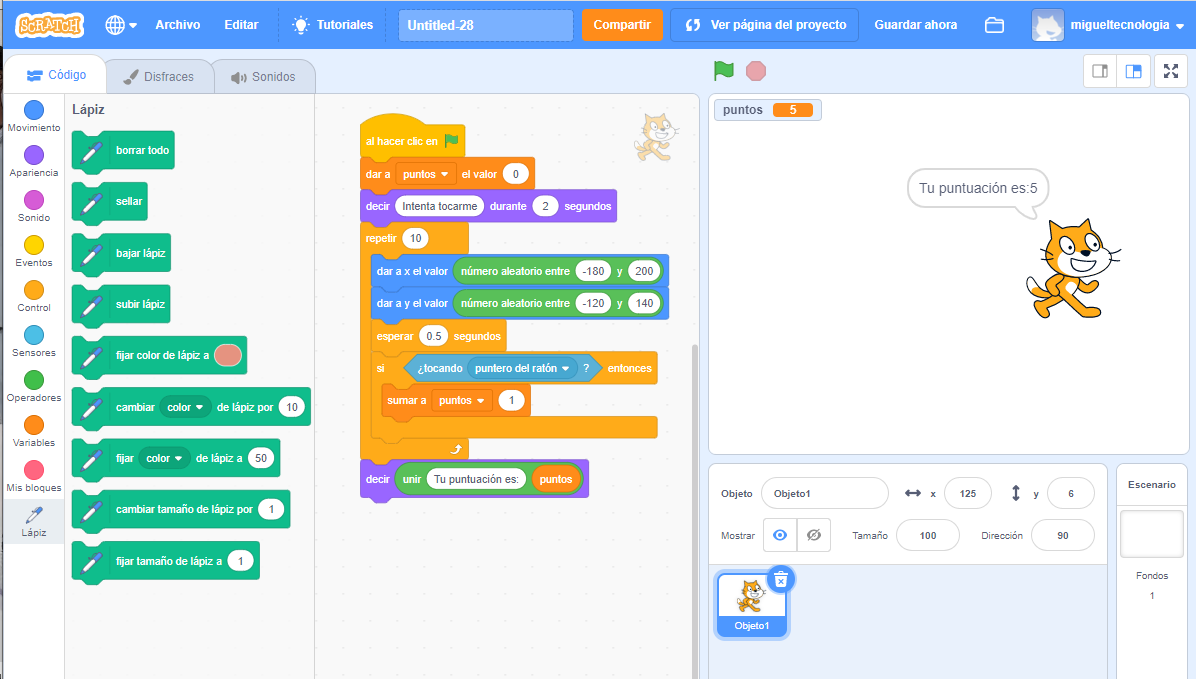 SCRATCH Archivo Editar Tutoriales Untitled-28 Compartir Ver página del proyecto Guardar ahora migueltecnologia
Código Disfraces Sonidos
Movimiento
Apariencia
Sonido
Eventos
Control
Sensores
Operadores
Variables
Mis bloques
Lápiz
Lápiz
borrar todo
sellar
bajar lápiz
subir lápiz
fijar color de lápiz a
cambiar color de lápiz por 10
fijar color de lápiz a 50
cambiar tamaño de lápiz por 1
fijar tamaño de lápiz a 1
al hacer clic en
dar a puntos el valor 0
decir Intenta tocarme durante 2 segundos
repetir 10
dar a x el valor número aleatorio entre -180 y 200
dar a y el valor número aleatorio entre -120 y 140
esperar 0.5 segundos
si ¿tocando puntero del ratón ? entonces
sumar a puntos 1
decir unir Tu puntuación es: puntos
puntos 5
Tu puntuación es:5
Objeto Objeto1 x 125 y 6
Mostrar Tamaño 100 Dirección 90
Objeto1
Escenario
Fondos
1